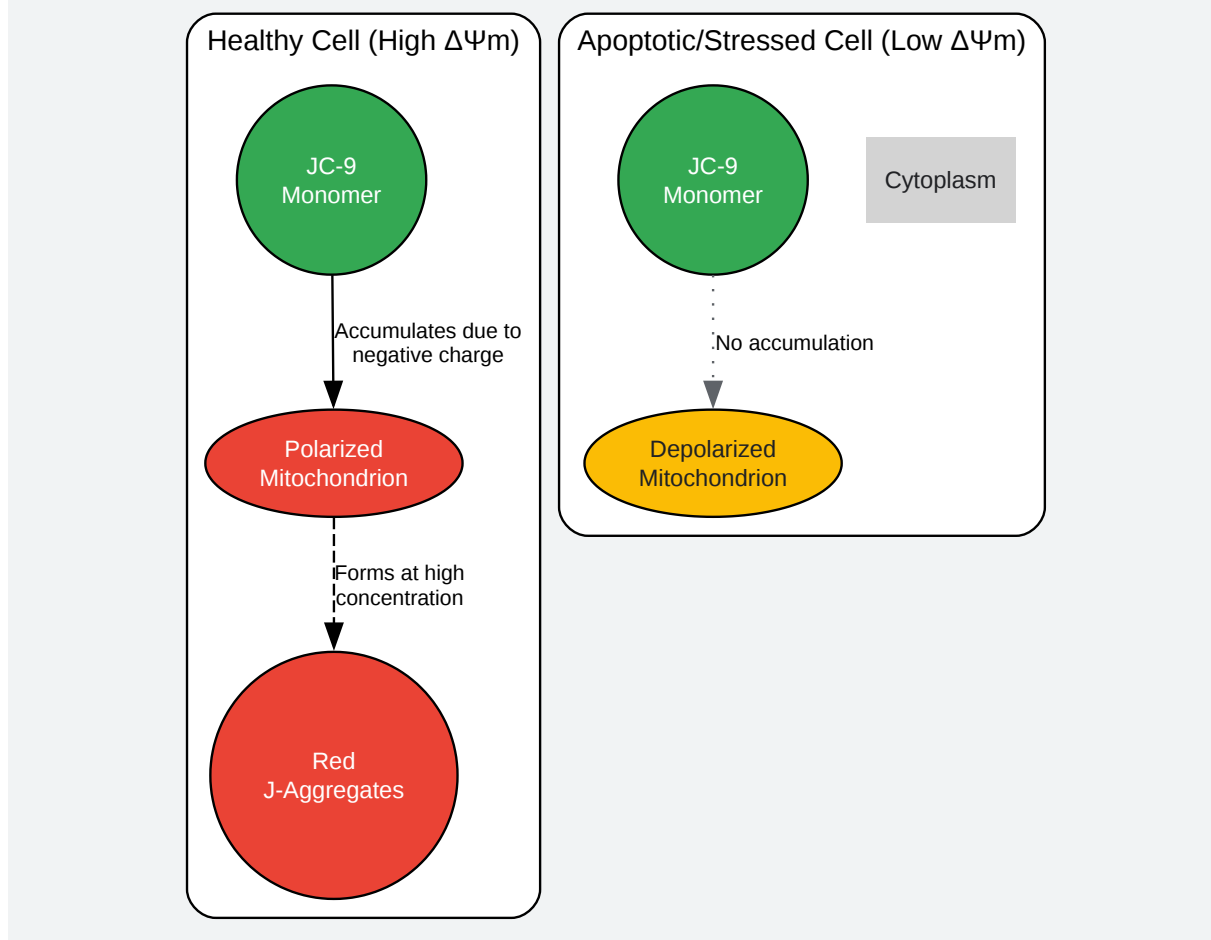 Healthy Cell (High ΔΨm)
JC-9
Monomer
Accumulates due to
negative charge
Polarized
Mitochondrion
Forms at high
concentration
Red
J-Aggregates
Apoptotic/Stressed Cell (Low ΔΨm)
JC-9
Monomer
Cytoplasm
No accumulation
Depolarized
Mitochondrion